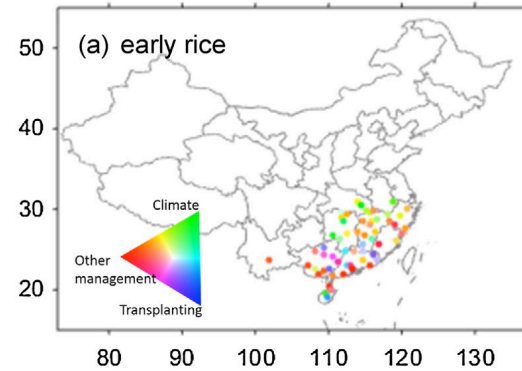 (a) early rice
50
40
30
20
Climate
Other
management
Transplanting
80 90 100 110 120 130